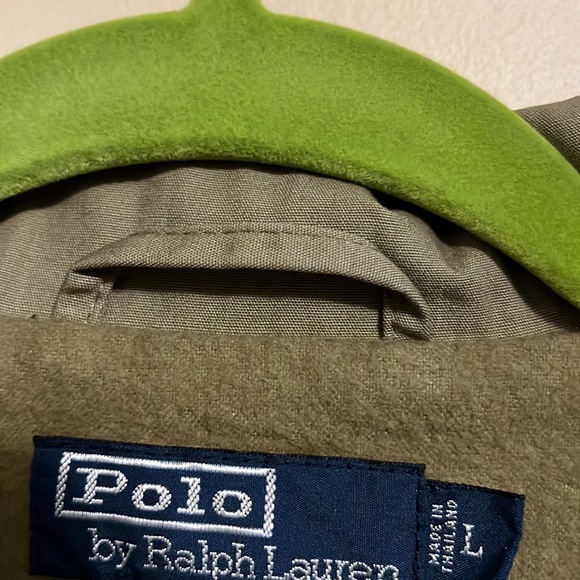 Polo
by Ralph Lauren
MADE IN
THAILAND
L